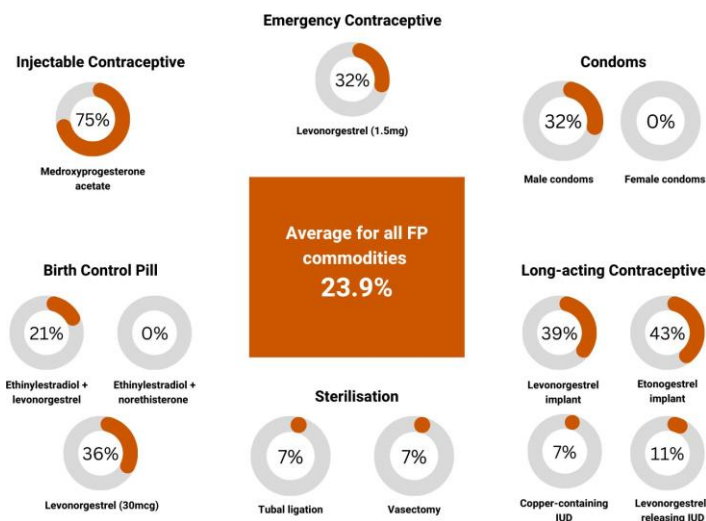 Emergency Contraceptive
32%
Levonorgestrel (1.5mg)
Injectable Contraceptive
75%
Medroxyprogesterone
acetate
Condoms
32%
Male condoms
0%
Female condoms
Average for all FP
commodities
23.9%
Birth Control Pill
21%
Ethinylestradiol +
levonorgestrel
0%
Ethinylestradiol +
norethisterone
36%
Levonorgestrel (30mcg)
Sterilisation
7%
Tubal ligation
7%
Vasectomy
Long-acting Contraceptive
39%
Levonorgestrel
implant
43%
Etonogestrel
implant
7%
Copper-containing
IUD
11%
Levonorgestrel
releasing IUD